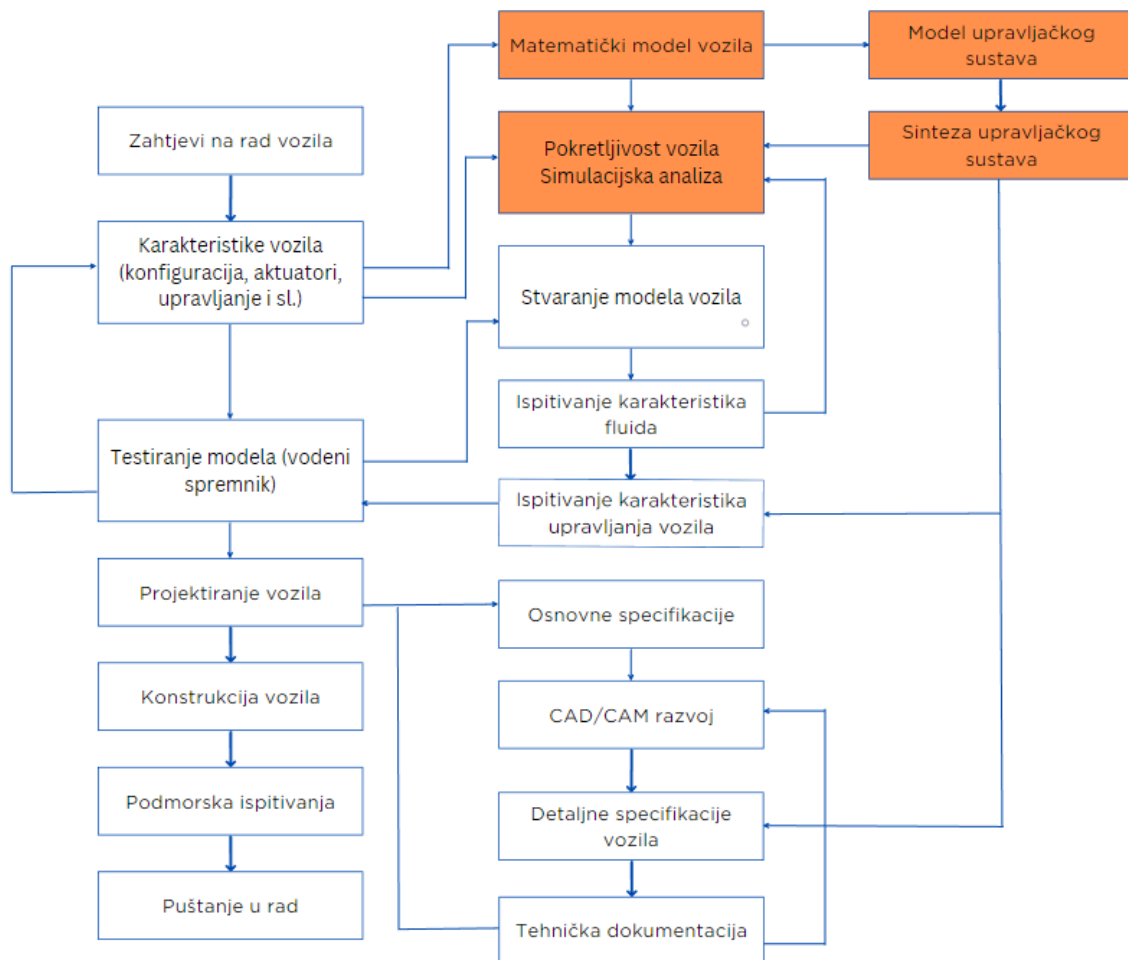 Matematički model vozila
Model upravljačkog
sustava
Zahtjevi na rad vozila
Pokretljivost vozila
Simulacijska analiza
Sinteza upravljačkog
sustava
Karakteristike vozila
(konfiguracija, aktuatori,
upravljanje i sl.)
Stvaranje modela vozila
Ispitivanje karakteristika
fluida
Testiranje modela (vodeni
spremnik)
Ispitivanje karakteristika
upravljanja vozila
Projektiranje vozila
Osnovne specifikacije
Konstrukcija vozila
CAD/CAM razvoj
Podmorska ispitivanja
Detaljne specifikacije
vozila
Puštanje u rad
Tehnička dokumentacija